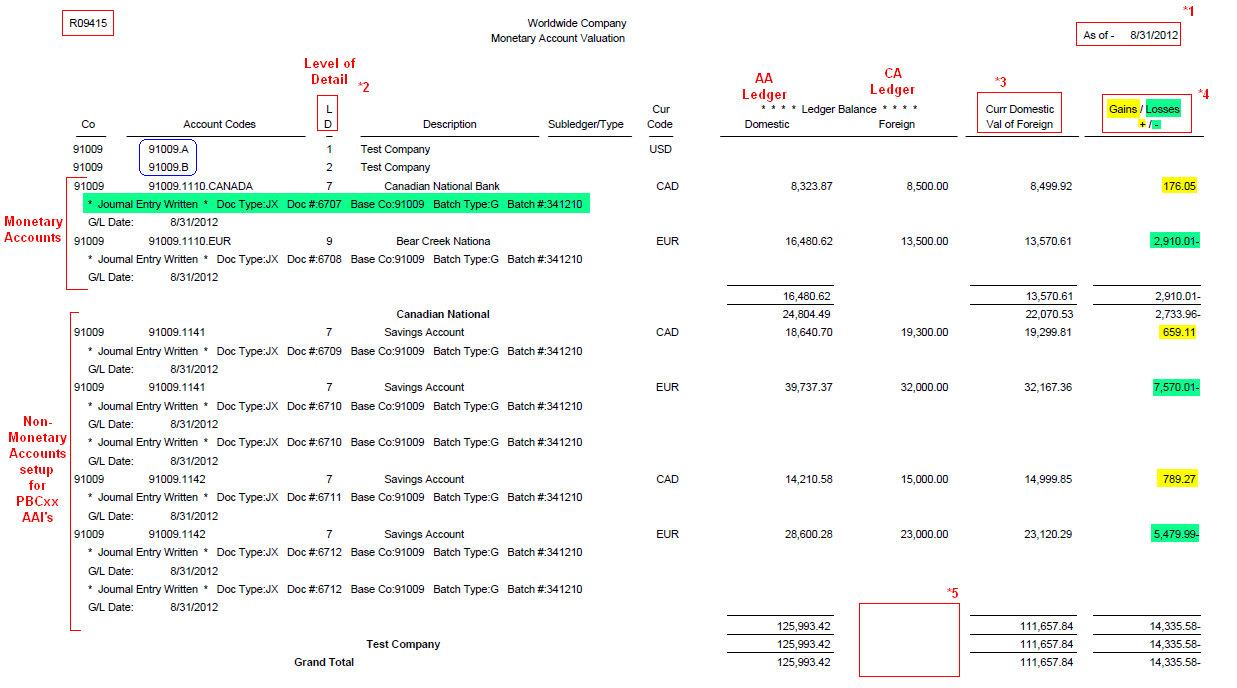 *1
R09415 Worldwide Company As of - 8/31/2012
Monetary Account Valuation
Level of Detail *2
AA Ledger CA Ledger *3 *4
L Cur * * * * Ledger Balance * * * * Curr Domestic Gains / Losses
Co Account Codes D Description Subledger/Type Code Domestic Foreign Val of Foreign + / -
91009 91009.A 1 Test Company USD
91009 91009.B 2 Test Company
Monetary Accounts
91009 91009.1110.CANADA 7 Canadian National Bank CAD 8,323.87 8,500.00 8,499.92 176.05
* Journal Entry Written * Doc Type:JX Doc #:6707 Base Co:91009 Batch Type:G Batch #:341210
G/L Date: 8/31/2012
91009 91009.1110.EUR 9 Bear Creek Nationa EUR 16,480.62 13,500.00 13,570.61 2,910.01-
* Journal Entry Written * Doc Type:JX Doc #:6708 Base Co:91009 Batch Type:G Batch #:341210
G/L Date: 8/31/2012
16,480.62 13,570.61 2,910.01-
Canadian National 24,804.49 22,070.53 2,733.96-
Non-Monetary Accounts setup for PBCxx AAI's
91009 91009.1141 7 Savings Account CAD 18,640.70 19,300.00 19,299.81 659.11
* Journal Entry Written * Doc Type:JX Doc #:6709 Base Co:91009 Batch Type:G Batch #:341210
G/L Date: 8/31/2012
91009 91009.1141 7 Savings Account EUR 39,737.37 32,000.00 32,167.36 7,570.01-
* Journal Entry Written * Doc Type:JX Doc #:6710 Base Co:91009 Batch Type:G Batch #:341210
G/L Date: 8/31/2012
* Journal Entry Written * Doc Type:JX Doc #:6710 Base Co:91009 Batch Type:G Batch #:341210
G/L Date: 8/31/2012
91009 91009.1142 7 Savings Account CAD 14,210.58 15,000.00 14,999.85 789.27
* Journal Entry Written * Doc Type:JX Doc #:6711 Base Co:91009 Batch Type:G Batch #:341210
G/L Date: 8/31/2012
91009 91009.1142 7 Savings Account EUR 28,600.28 23,000.00 23,120.29 5,479.99-
* Journal Entry Written * Doc Type:JX Doc #:6712 Base Co:91009 Batch Type:G Batch #:341210
G/L Date: 8/31/2012
* Journal Entry Written * Doc Type:JX Doc #:6712 Base Co:91009 Batch Type:G Batch #:341210
G/L Date: 8/31/2012
*5
125,993.42 111,657.84 14,335.58-
Test Company 125,993.42 111,657.84 14,335.58-
Grand Total 125,993.42 111,657.84 14,335.58-